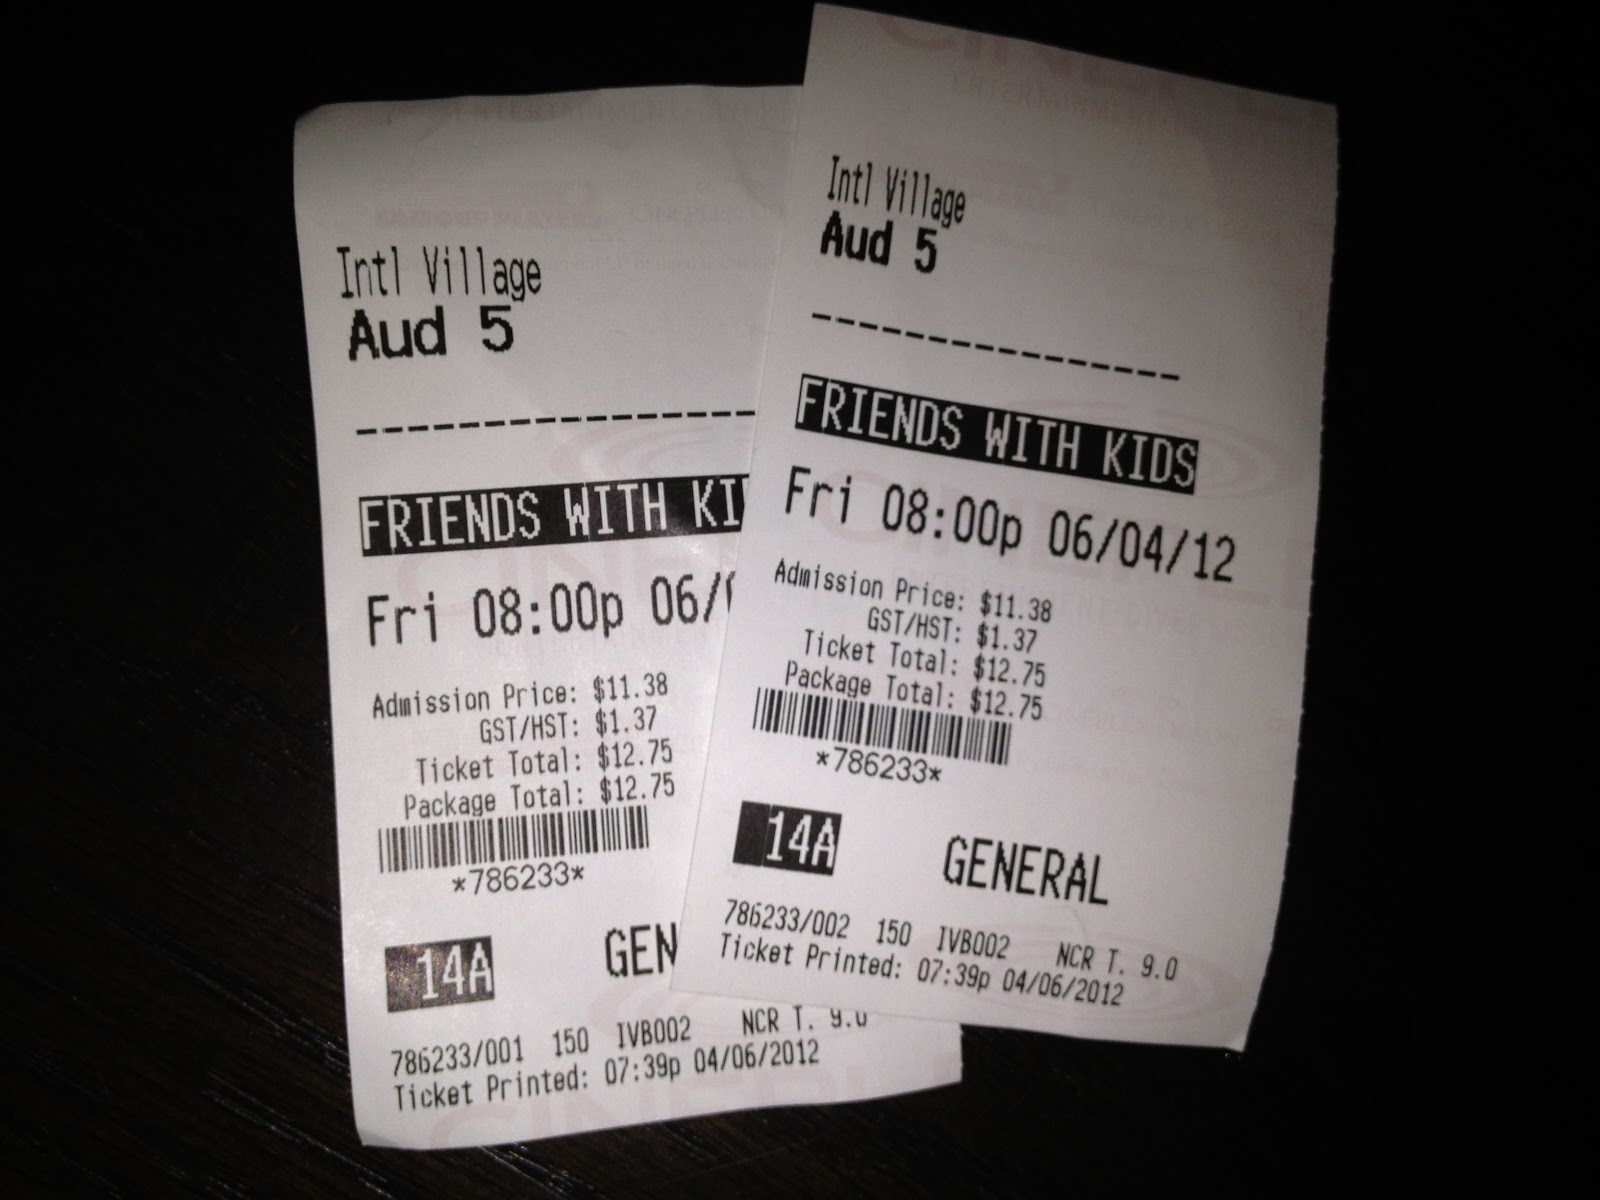 Intl Village
Aud 5
FRIENDS WITH KI
Fri 08:00p 06/
Admission Price: $11.38
GST/HST: $1.37
Ticket Total: $12.75
Package Total: $12.75
*786233*
14A GEN
786233/001 150 IVB002 NCR T. 9.0
Ticket Printed: 07:39p 04/06/2012
Intl Village
Aud 5
FRIENDS WITH KIDS
Fri 08:00p 06/04/12
Admission Price: $11.38
GST/HST: $1.37
Ticket Total: $12.75
Package Total: $12.75
*786233*
14A GENERAL
786233/002 150 IVB002 NCR T. 9.0
Ticket Printed: 07:39p 04/06/2012